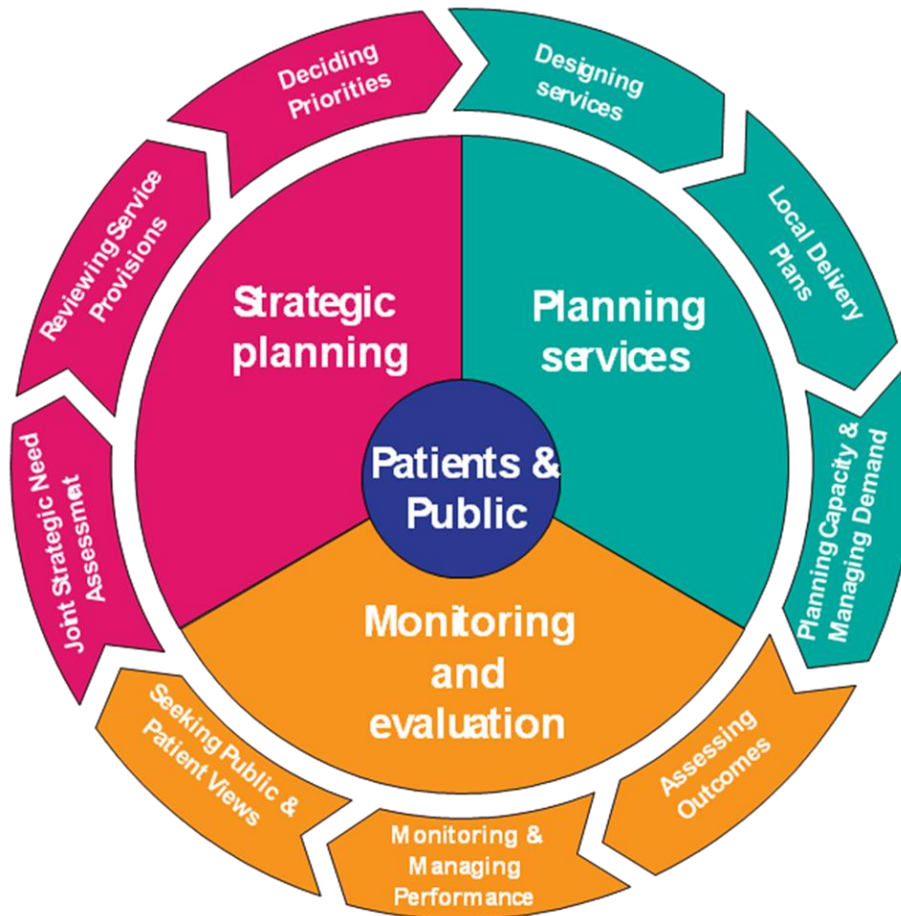 Deciding
Priorities
Designing
services
Local Delivery
Plans
Planning Capacity &
Managing Demand
Assessing
Outcomes
Monitoring &
Managing
Performance
Seeking Public &
Patient Views
Joint Strategic Need
Assessmet
Reviewing Service
Provisions
Strategic
planning
Planning
services
Patients &
Public
Monitoring
and
evaluation